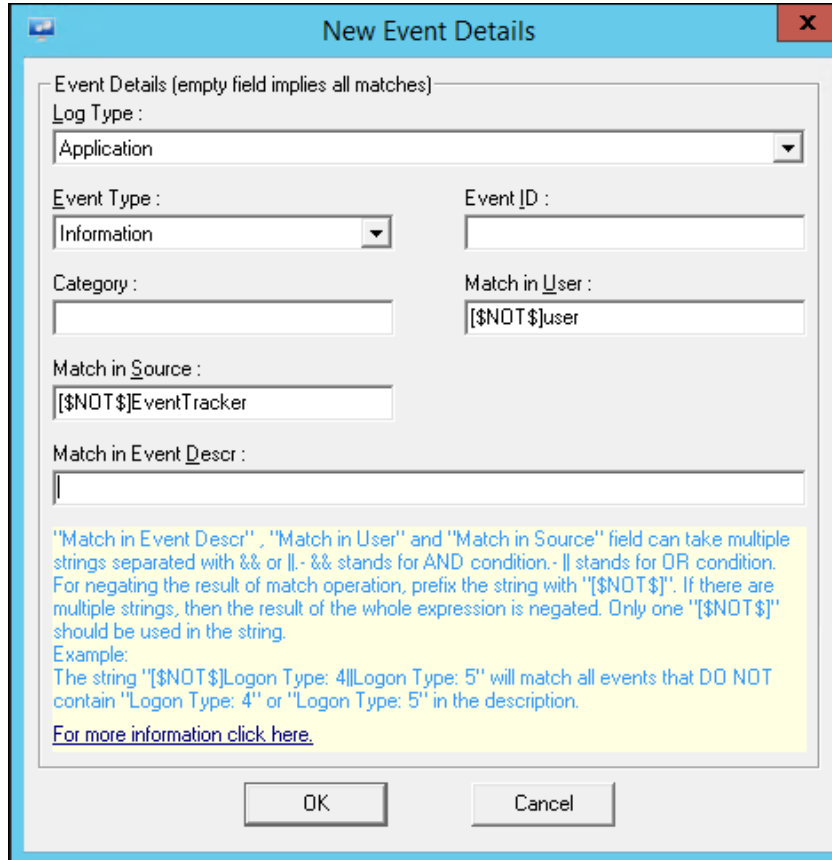 New Event Details
x
Event Details (empty field implies all matches)
Log Type :
Application
Event Type :
Event ID :
Information
Category :
Match in User :
[$NOT$]user
Match in Source :
[$NOT$]EventTracker
Match in Event Descr :
"Match in Event Descr" , "Match in User" and "Match in Source" field can take multiple
strings separated with && or ||.- && stands for AND condition.- || stands for OR condition.
For negating the result of match operation, prefix the string with "[$NOT$]". If there are
multiple strings, then the result of the whole expression is negated. Only one "[$NOT$]"
should be used in the string.
Example:
The string "[$NOT$]Logon Type: 4||Logon Type: 5" will match all events that DO NOT
contain "Logon Type: 4" or "Logon Type: 5" in the description.
For more information click here.
OK
Cancel